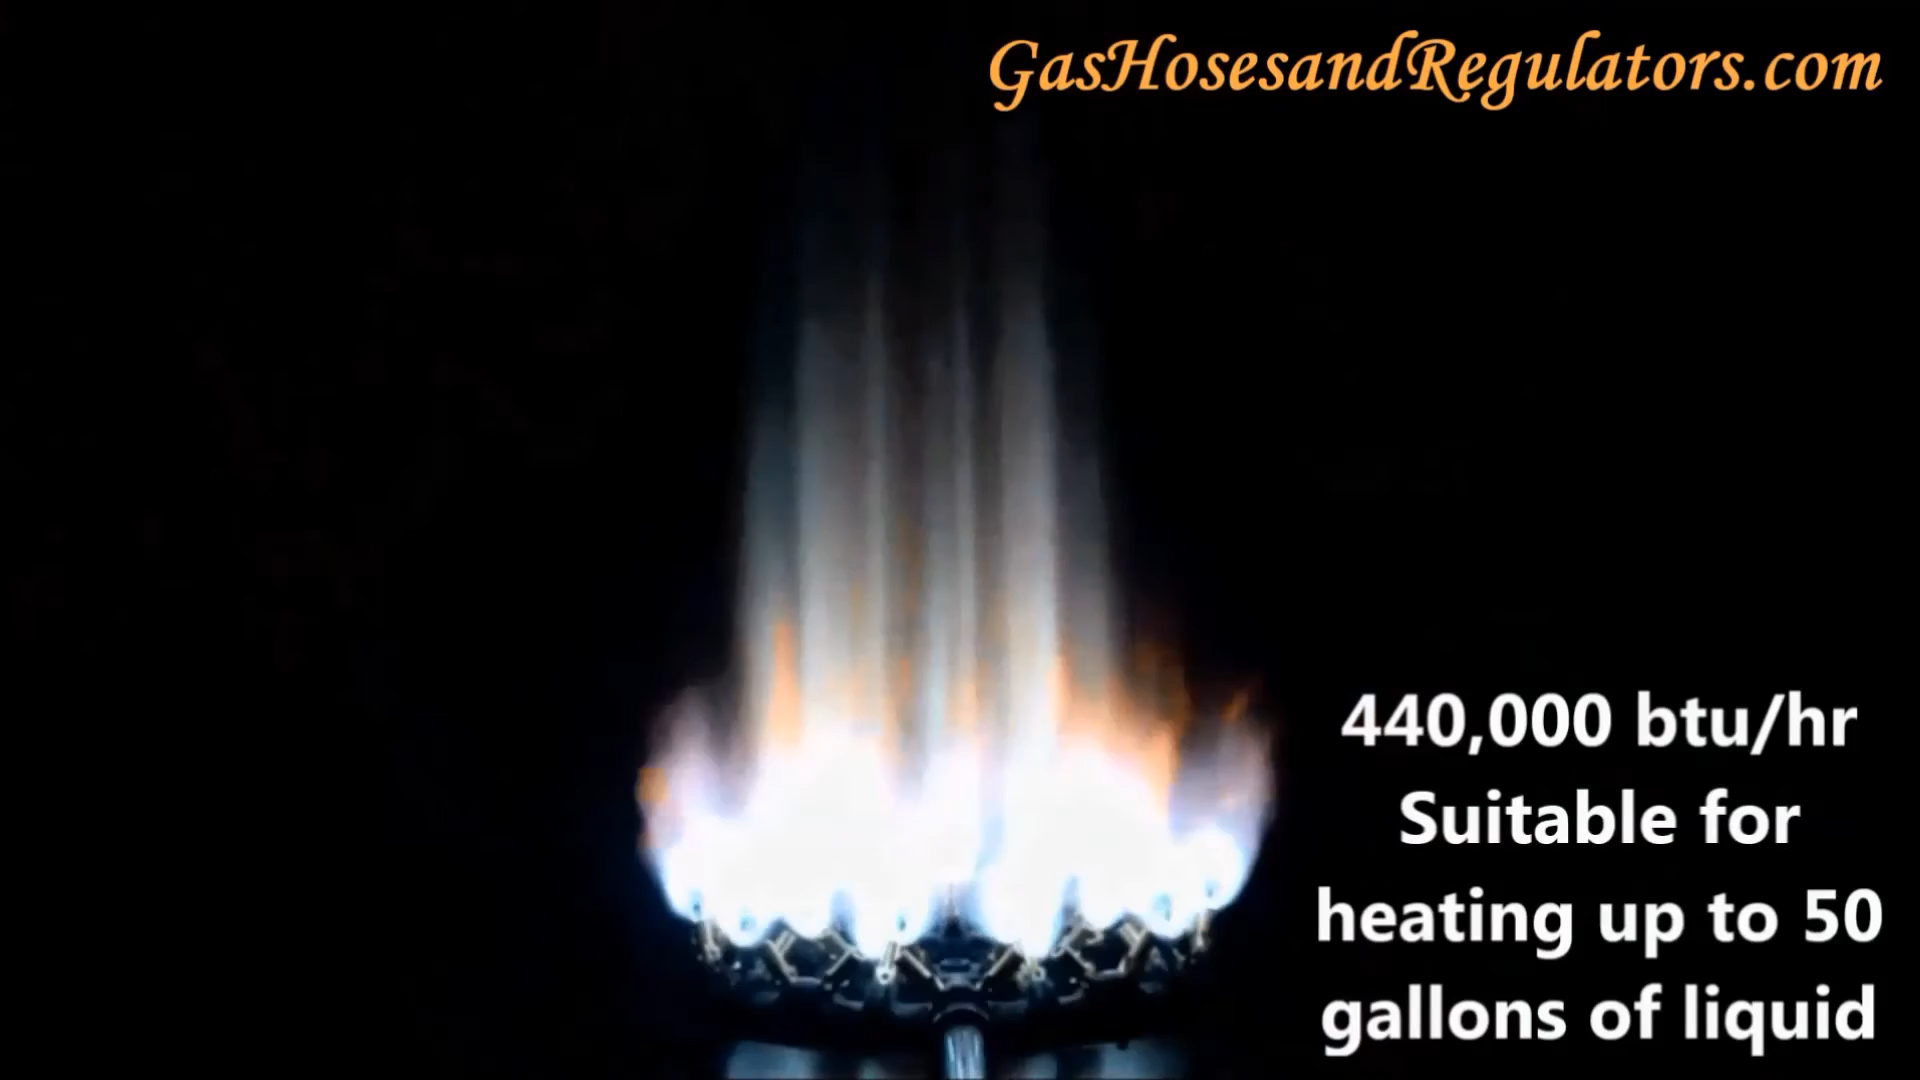 GasHosesandRegulators.com
440,000 btu/hr
Suitable for
heating up to 50
gallons of liquid